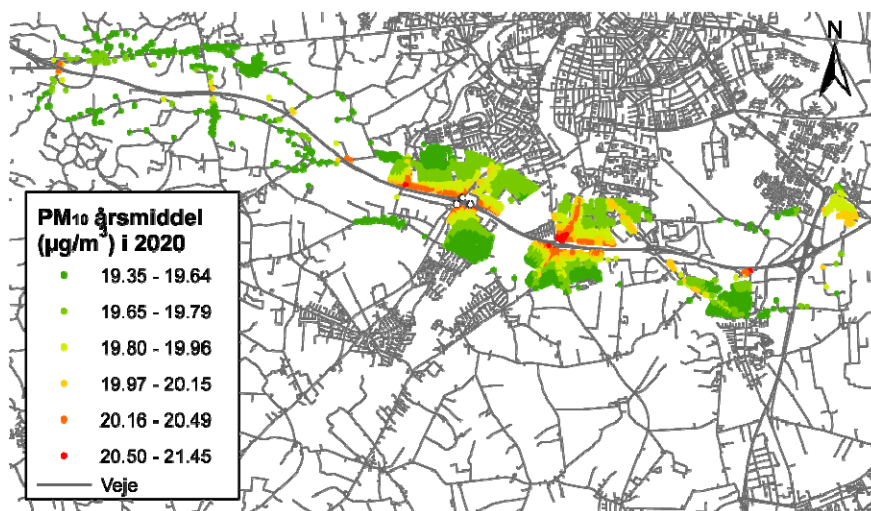 N
PM10 årsmiddel
(µg/m³) i 2020
19.35 - 19.64
19.65 - 19.79
19.80 - 19.96
19.97 - 20.15
20.16 - 20.49
20.50 - 21.45
Veje